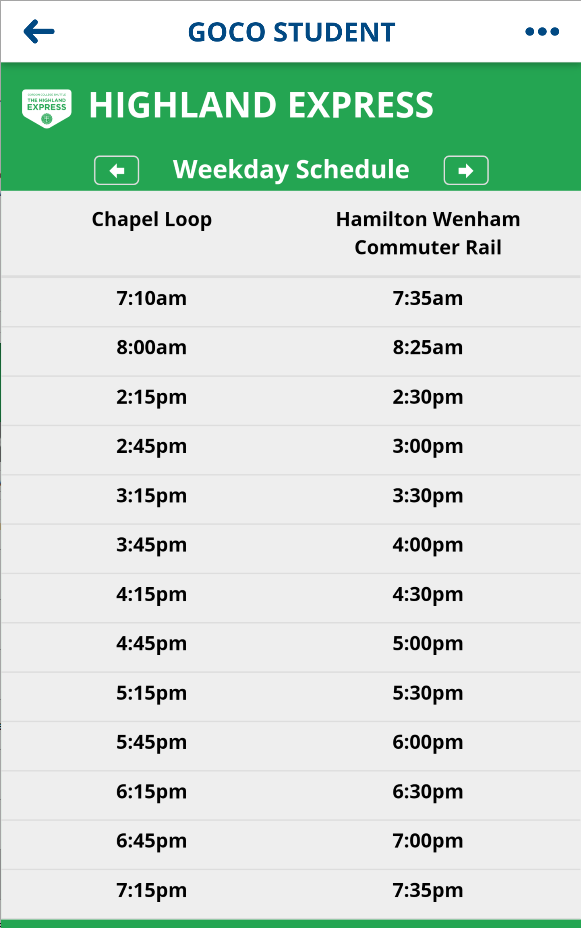 GOCO STUDENT
THE HIGHLAND
EXPRESS
HIGHLAND EXPRESS
Weekday Schedule
Chapel Loop Hamilton Wenham
Commuter Rail
7:10am 7:35am
8:00am 8:25am
2:15pm 2:30pm
2:45pm 3:00pm
3:15pm 3:30pm
3:45pm 4:00pm
4:15pm 4:30pm
4:45pm 5:00pm
5:15pm 5:30pm
5:45pm 6:00pm
6:15pm 6:30pm
6:45pm 7:00pm
7:15pm 7:35pm